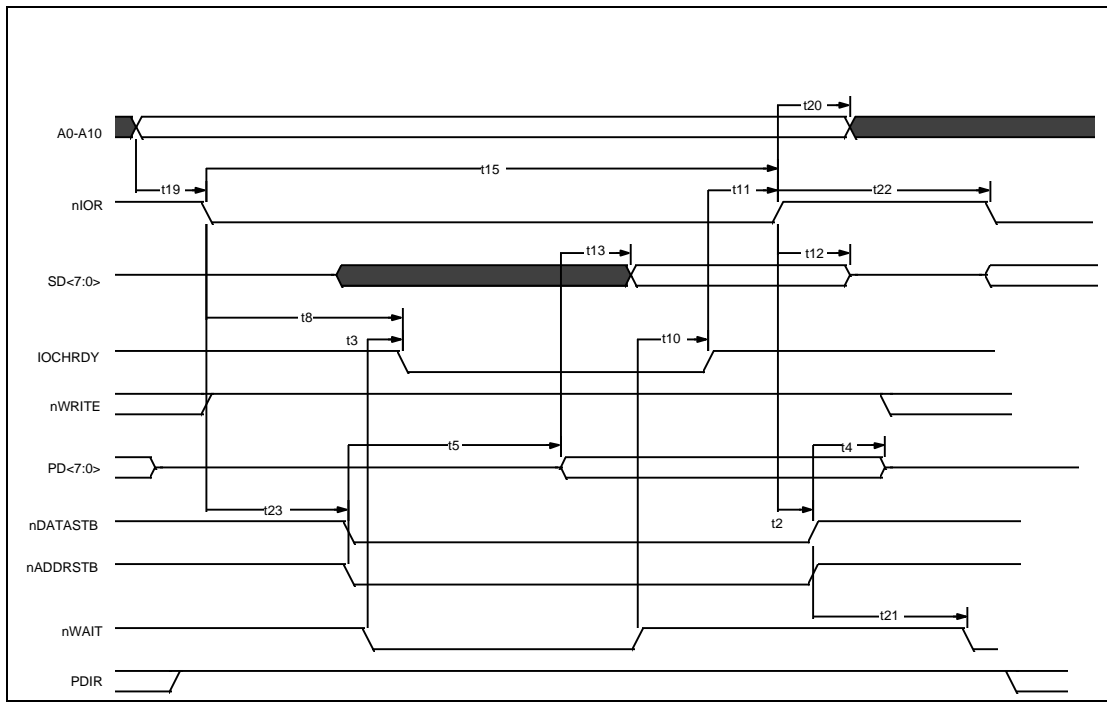 t20
A0-A10
t15
t19
t11
t22
nIOR
t13
t12
SD<7:0>
t8
t3
t10
IOCHRDY
nWRITE
t5
t4
PD<7:0>
t23
t2
nDATASTB
nADDRSTB
t21
nWAIT
PDIR